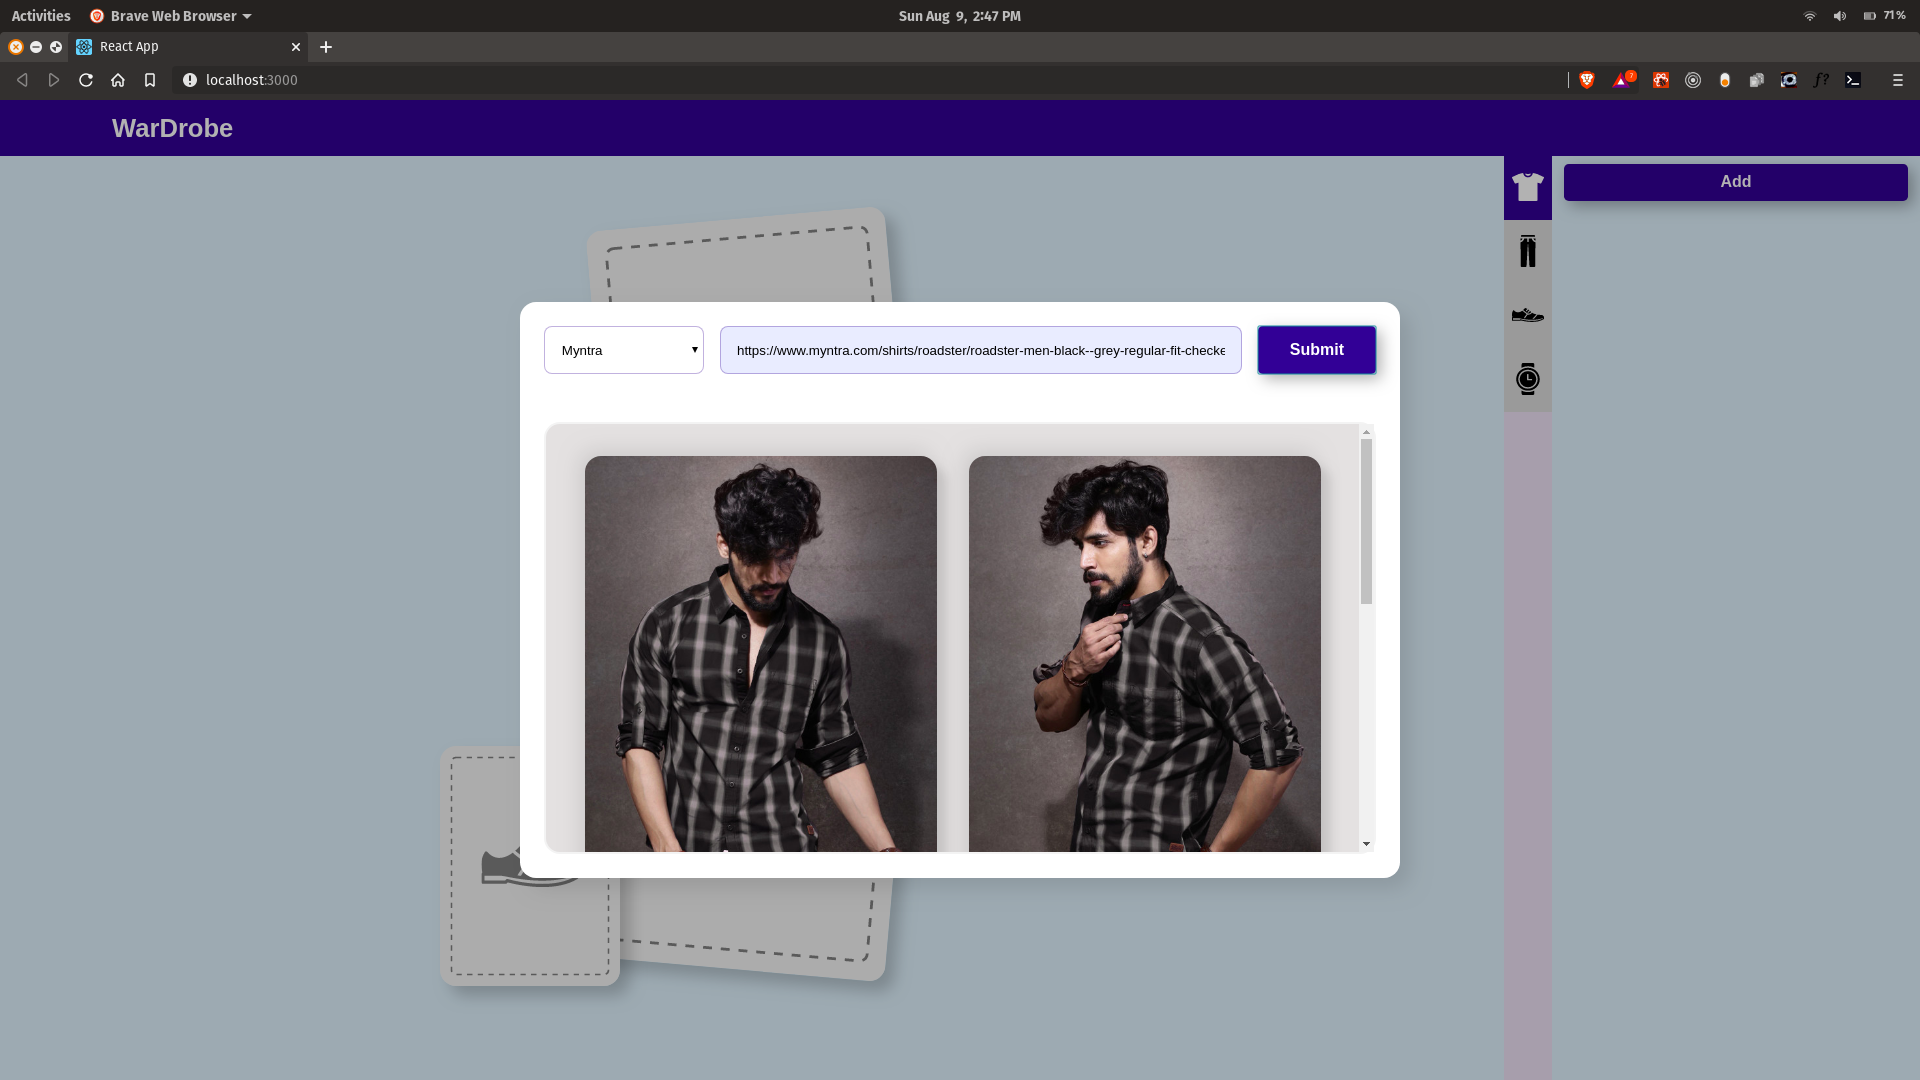 Activities
Brave Web Browser
Sun Aug 9, 2:47 PM
71%
React App
localhost:3000
WarDrobe
Add
Myntra
https://www.myntra.com/shirts/roadster/roadster-men-black--grey-regular-fit-checke
Submit